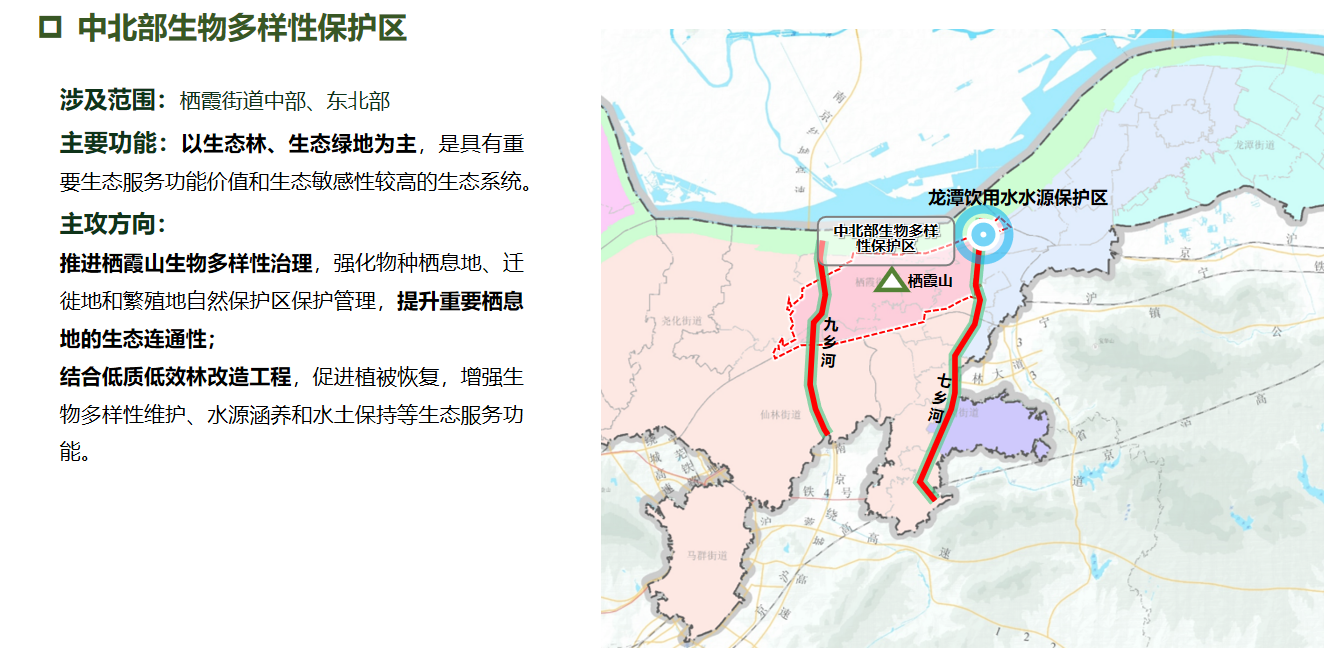 中北部生物多样性保护区
涉及范围：栖霞街道中部、东北部
主要功能：以生态林、生态绿地为主，是具有重
要生态服务功能价值和生态敏感性较高的生态系统。
主攻方向：
推进栖霞山生物多样性治理，强化物种栖息地、迁
徙地和繁殖地自然保护区保护管理，提升重要栖息
地的生态连通性；
结合低质低效林改造工程，促进植被恢复，增强生
物多样性维护、水源涵养和水土保持等生态服务功
能。
龙潭街道
龙潭饮用水水源保护区
中北部生物多样
性保护区
栖霞山
尧化街道
九乡河
七乡河
仙林街道
街道
马群街道